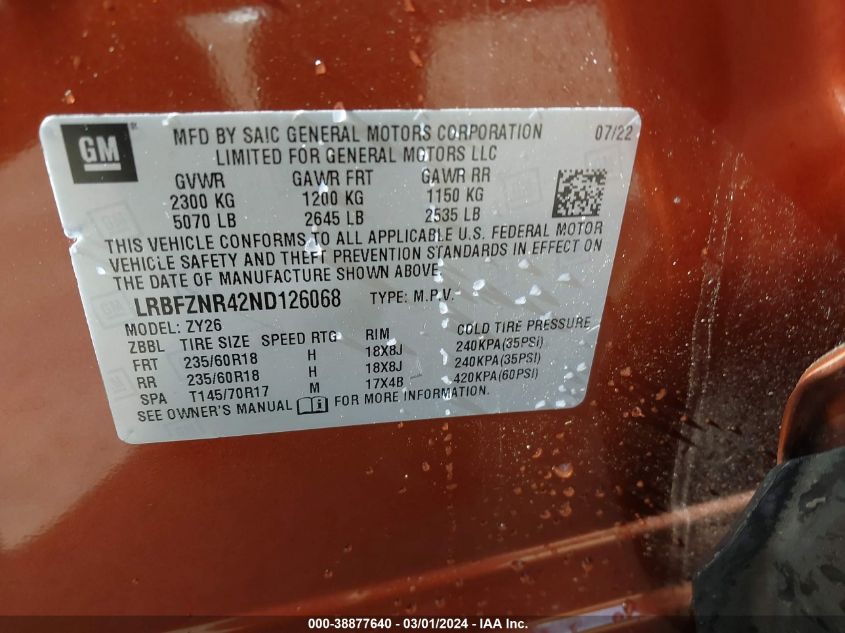 GM
MFD BY SAIC GENERAL MOTORS CORPORATION 07/22
LIMITED FOR GENERAL MOTORS LLC
GVWR GAWR FRT GAWR RR
2300 KG 1200 KG 1150 KG
5070 LB 2645 LB 2535 LB
THIS VEHICLE CONFORMS TO ALL APPLICABLE U.S. FEDERAL MOTOR
VEHICLE SAFETY AND THEFT PREVENTION STANDARDS IN EFFECT ON
THE DATE OF MANUFACTURE SHOWN ABOVE.
LRBFZNR42ND126068 TYPE: M.P.V.
MODEL: ZY26
ZBBL TIRE SIZE SPEED RTG RIM COLD TIRE PRESSURE
FRT 235/60R18 H 18X8J 240KPA(35PSI)
RR 235/60R18 H 18X8J 240KPA(35PSI)
SPA T145/70R17 M 17X4B 420KPA(60PSI)
SEE OWNER'S MANUAL FOR MORE INFORMATION.
000-38877640 - 03/01/2024 - IAA Inc.